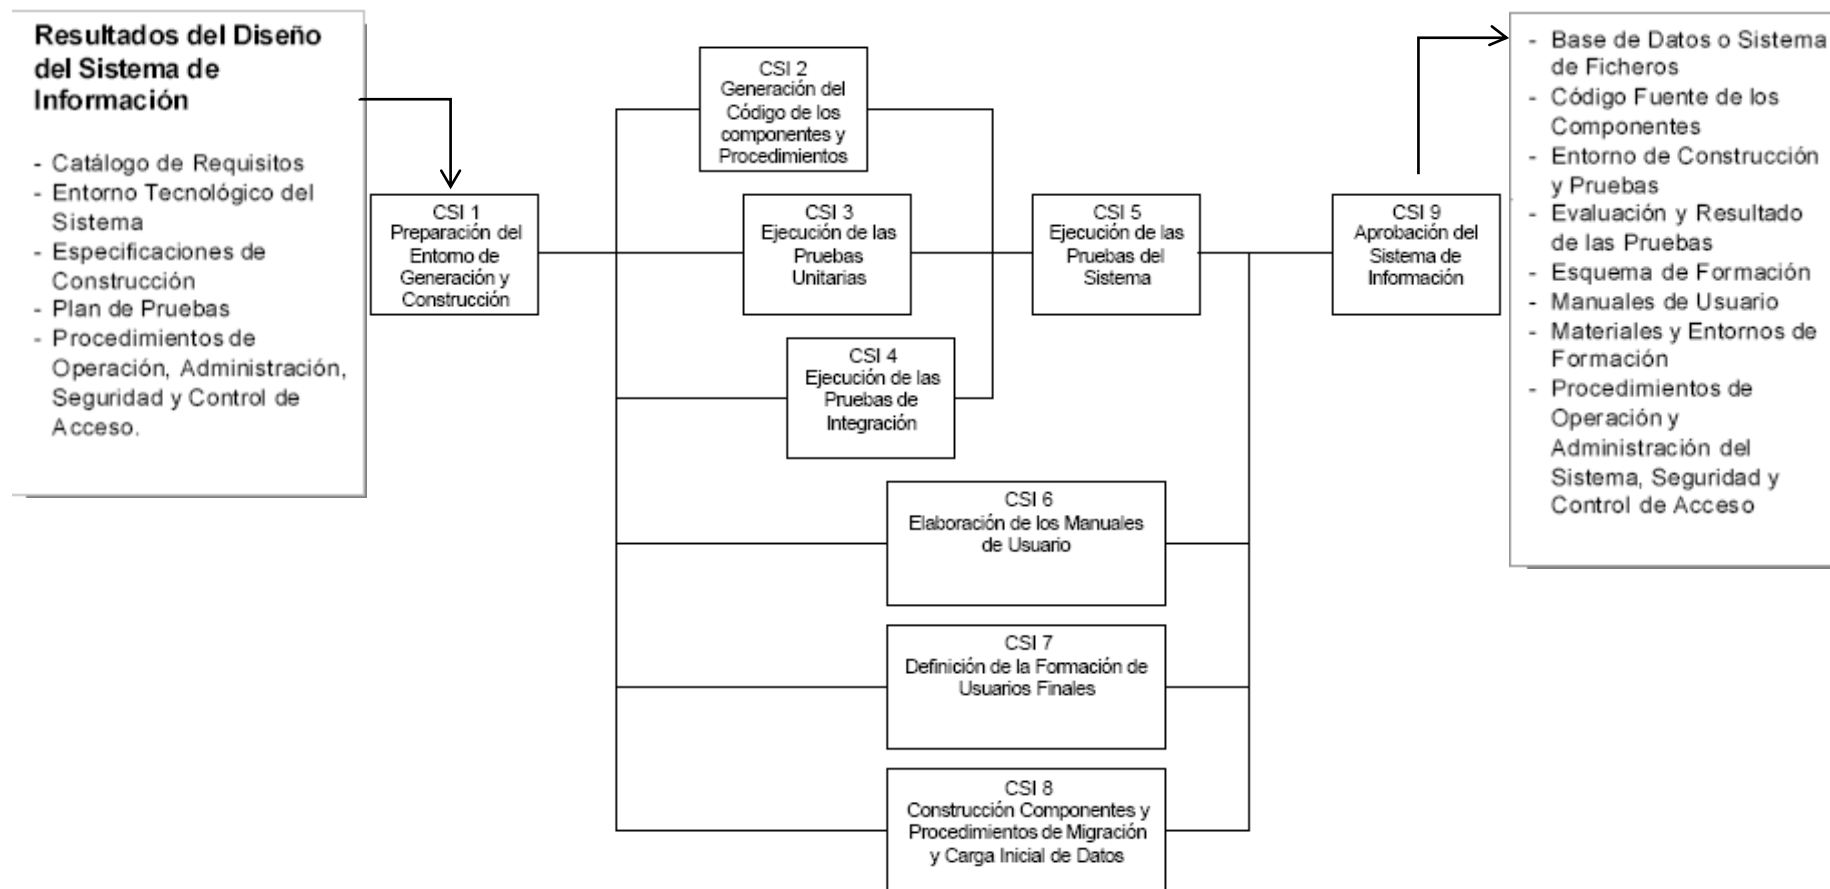 Resultados del Diseño
del Sistema de
Información
- Catálogo de Requisitos
- Entorno Tecnológico del
Sistema
- Especificaciones de
Construcción
- Plan de Pruebas
- Procedimientos de
Operación, Administración,
Seguridad y Control de
Acceso.
CSI 1
Preparación del
Entorno de
Generación y
Construcción
CSI 2
Generación del
Código de los
componentes y
Procedimientos
CSI 3
Ejecución de las
Pruebas
Unitarias
CSI 4
Ejecución de las
Pruebas de
Integración
CSI 5
Ejecución de las
Pruebas del
Sistema
CSI 6
Elaboración de los Manuales
de Usuario
CSI 7
Definición de la Formación de
Usuarios Finales
CSI 8
Construcción Componentes y
Procedimientos de Migración
y Carga Inicial de Datos
CSI 9
Aprobación del
Sistema de
Información
- Base de Datos o Sistema
de Ficheros
- Código Fuente de los
Componentes
- Entorno de Construcción
y Pruebas
- Evaluación y Resultado
de las Pruebas
- Esquema de Formación
- Manuales de Usuario
- Materiales y Entornos de
Formación
- Procedimientos de
Operación y
Administración del
Sistema, Seguridad y
Control de Acceso